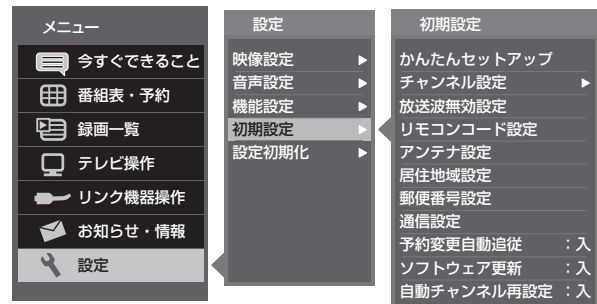 メニュー
今すぐできること
番組表・予約
録画一覧
テレビ操作
リンク機器操作
お知らせ・情報
設定
設定
映像設定
音声設定
機能設定
初期設定
設定初期化
初期設定
かんたんセットアップ
チャンネル設定
放送波無効設定
リモコンコード設定
アンテナ設定
居住地域設定
郵便番号設定
通信設定
予約変更自動追従 :入
ソフトウェア更新 :入
自動チャンネル再設定 :入